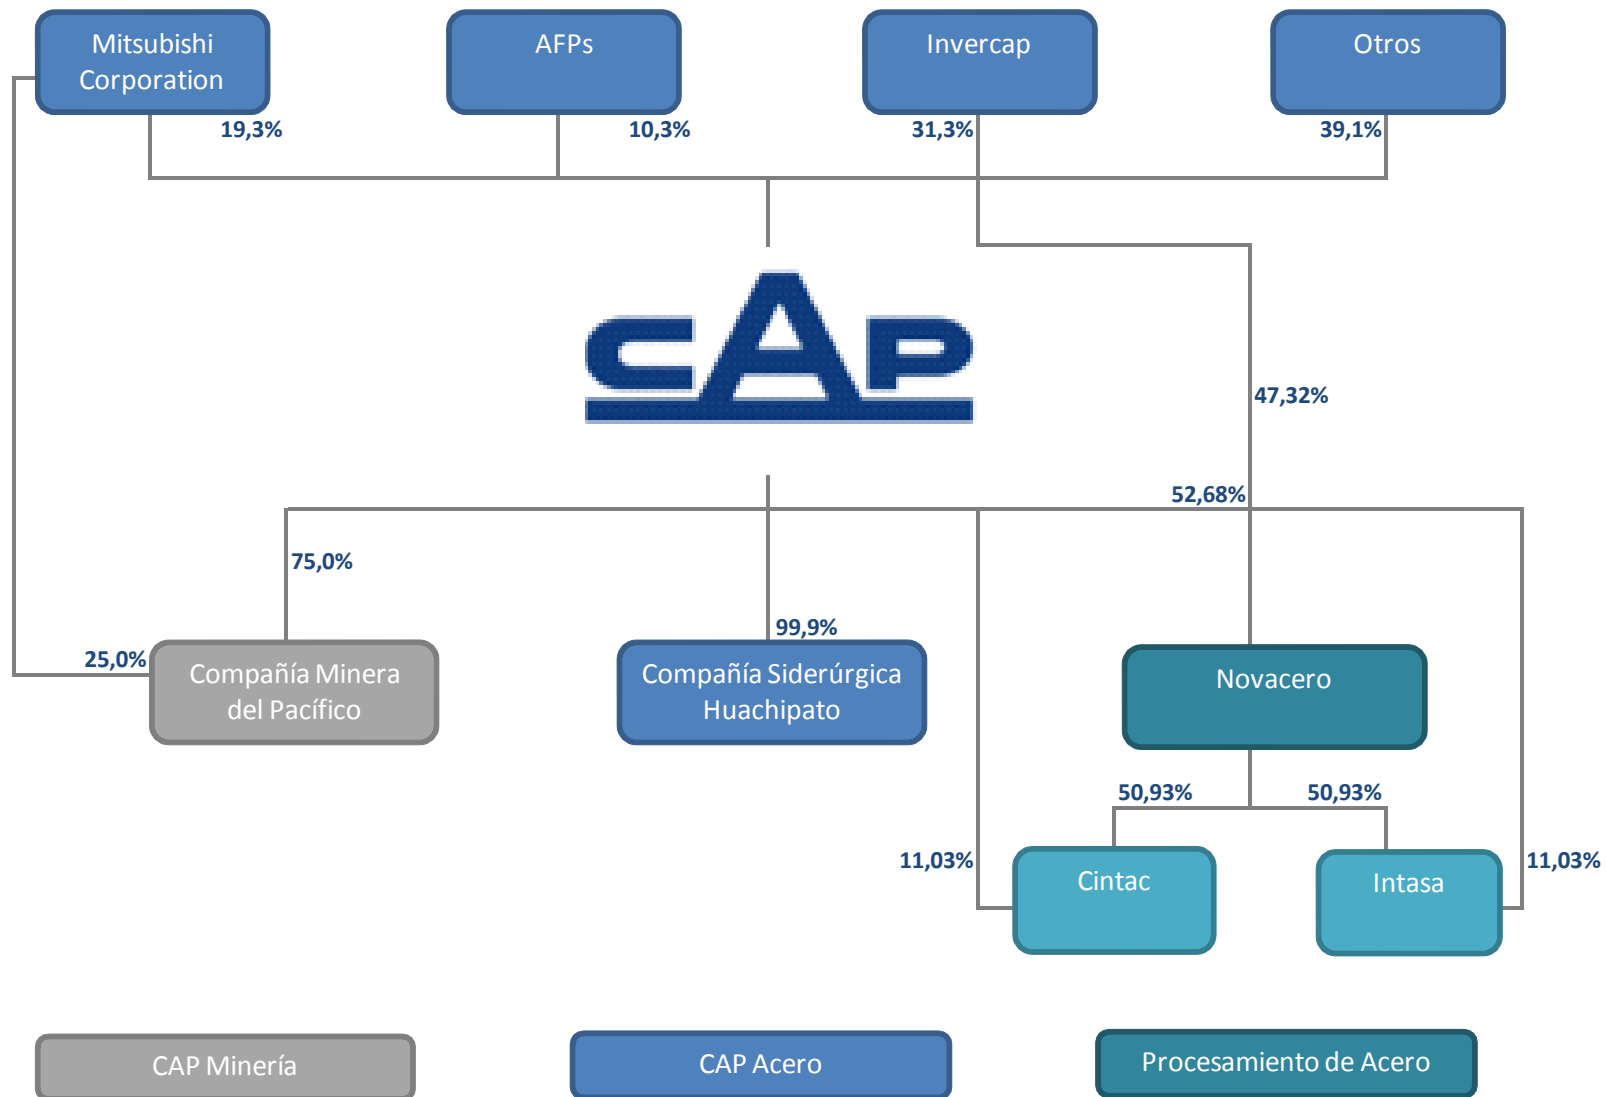 Mitsubishi
Corporation
AFPs
Invercap
Otros
19,3%
10,3%
31,3%
39,1%
CAP
47,32%
52,68%
75,0%
99,9%
25,0%
Compañía Minera
del Pacífico
Compañía Siderúrgica
Huachipato
Novacero
50,93%
50,93%
11,03%
Cintac
Intasa
11,03%
CAP Minería
CAP Acero
Procesamiento de Acero